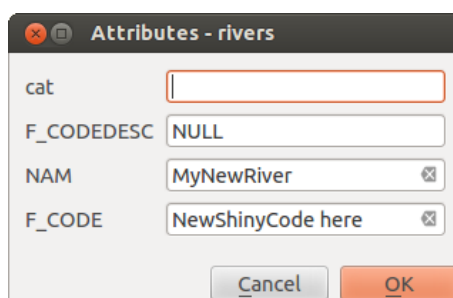 Attributes - rivers
cat
F_CODEDESC NULL
NAM MyNewRiver
F_CODE NewShinyCode here
Cancel OK